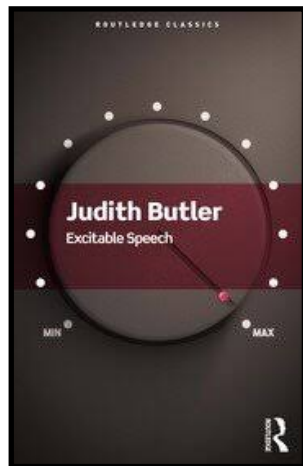 ROUTLEDGE CLASSICS
Judith Butler
Excitable Speech
MIN
MAX
ROUTLEDGE